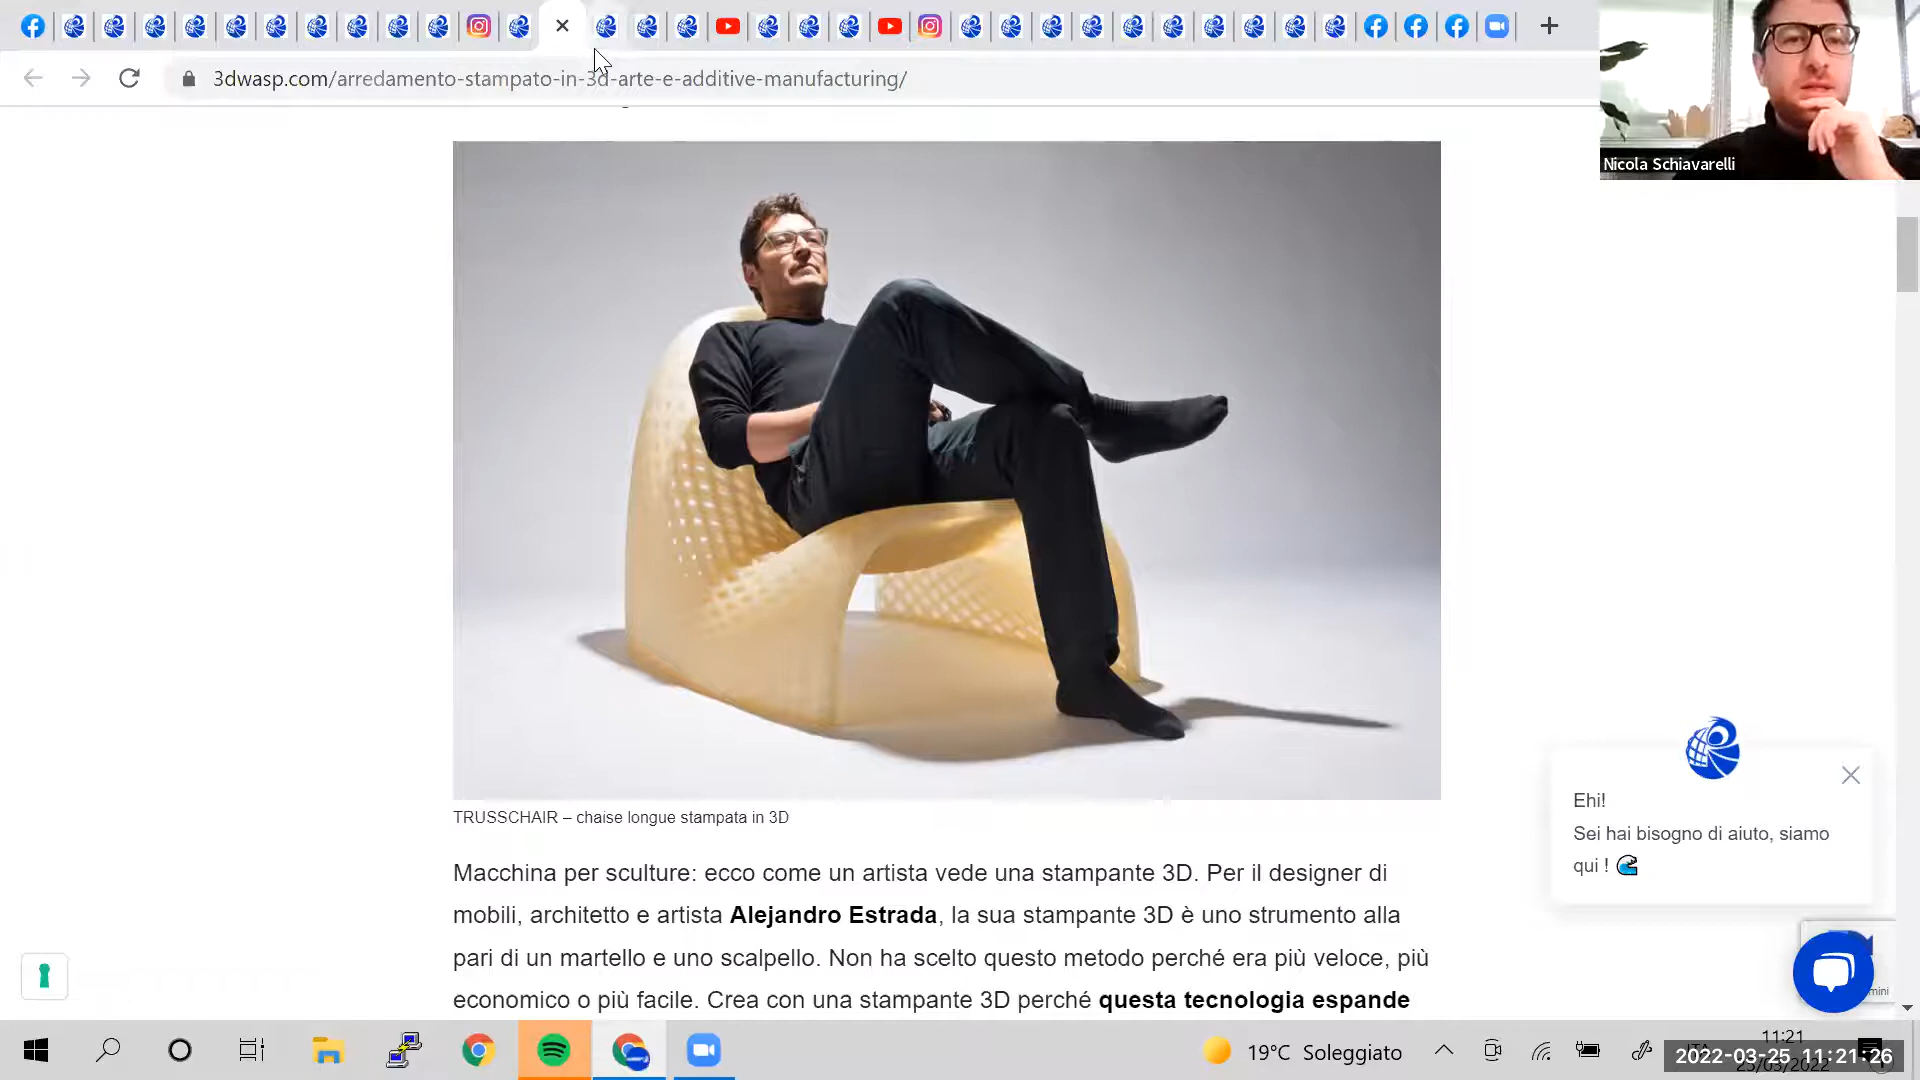 3dwasp.com/arredamento-stampato-in-3d-arte-e-additive-manufacturing/
Nicola Schiavarelli
TRUSSCHAIR – chaise longue stampata in 3D
Macchina per sculture: ecco come un artista vede una stampante 3D. Per il designer di
mobili, architetto e artista Alejandro Estrada, la sua stampante 3D è uno strumento alla
pari di un martello e uno scalpello. Non ha scelto questo metodo perché era più veloce, più
economico o più facile. Crea con una stampante 3D perché questa tecnologia espande
Ehi!
Sei hai bisogno di aiuto, siamo
qui !
19°C Soleggiato
11:21
2022-03-25 11:21:26